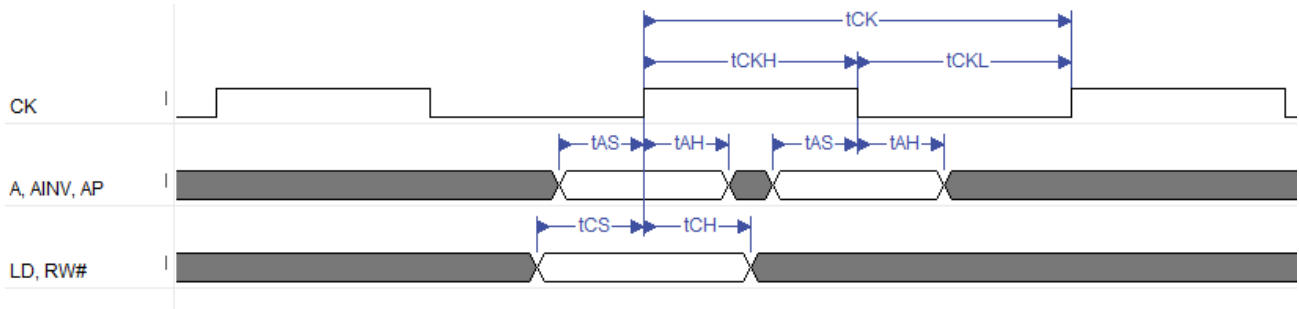 tCK
tCKH tCKL
CK
tAS tAH tAS tAH
A, AINV, AP
tCS tCH
LD, RW#